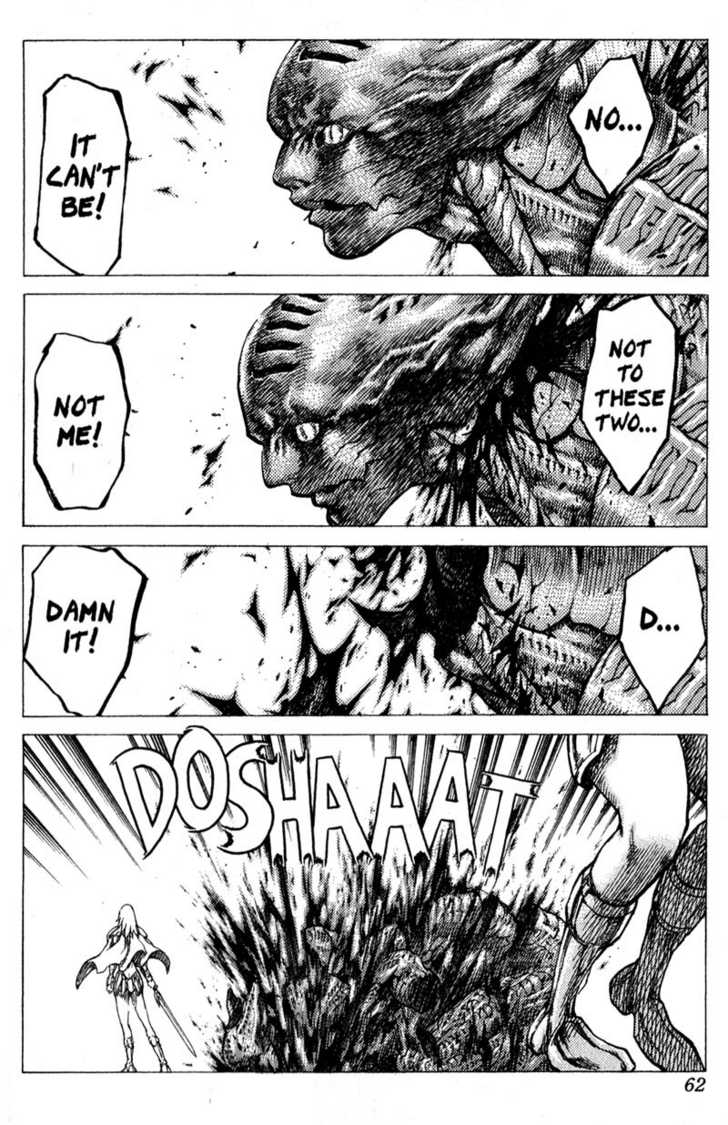 NO...
IT
CAN'T
BE!
NOT
TO
THESE
TWO...
NOT
ME!
D...
DAMN
IT!
DOSHAAAT
62